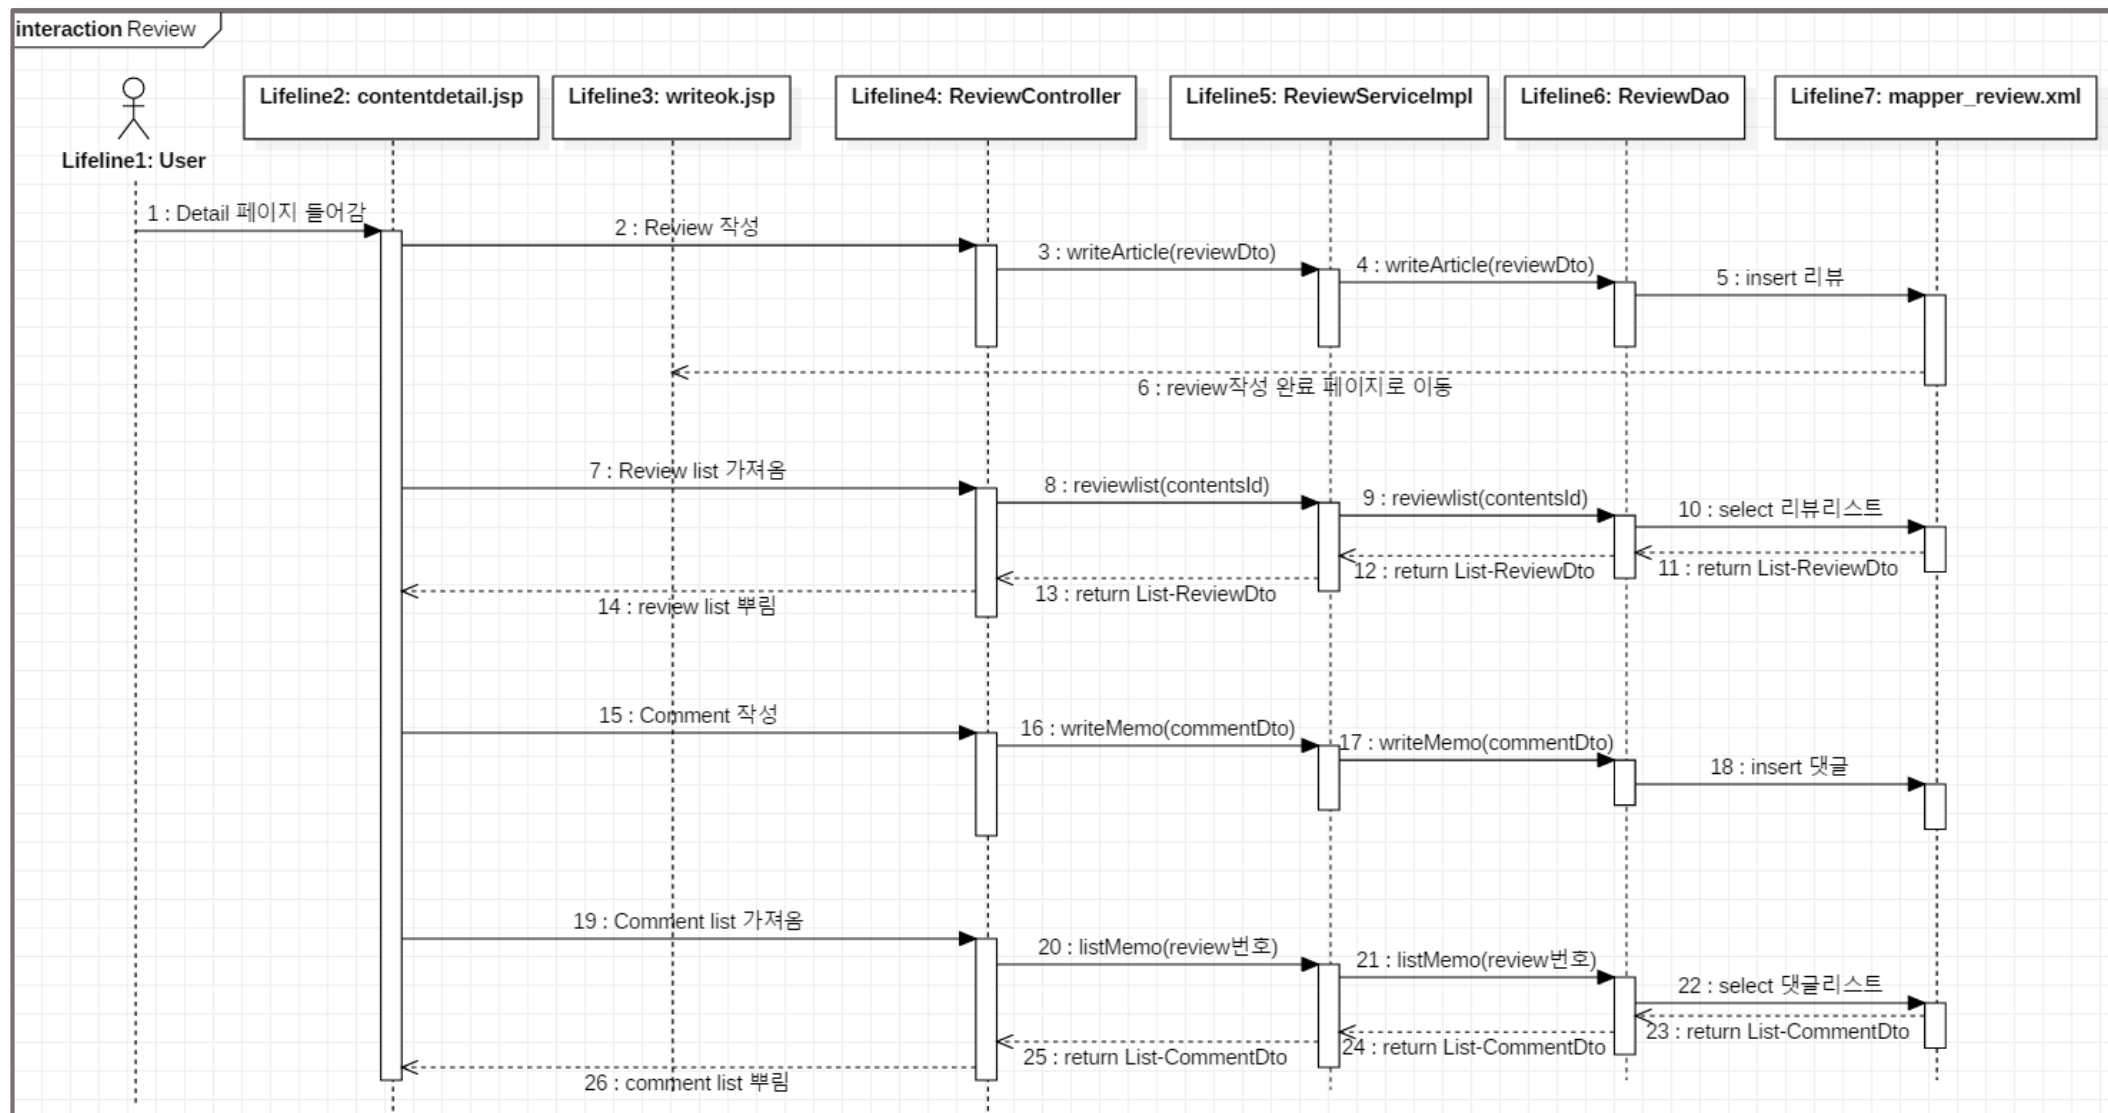 interaction Review
Lifeline1: User
Lifeline2: contentdetail.jsp
Lifeline3: writeok.jsp
Lifeline4: ReviewController
Lifeline5: ReviewServiceImpl
Lifeline6: ReviewDao
Lifeline7: mapper_review.xml
1 : Detail 페이지 들어감
2 : Review 작성
3 : writeArticle(reviewDto)
4 : writeArticle(reviewDto)
5 : insert 리뷰
6 : review작성 완료 페이지로 이동
7 : Review list 가져옴
8 : reviewlist(contentsId)
9 : reviewlist(contentsId)
10 : select 리뷰리스트
11 : return List-ReviewDto
12 : return List-ReviewDto
13 : return List-ReviewDto
14 : review list 뿌림
15 : Comment 작성
16 : writeMemo(commentDto)
17 : writeMemo(commentDto)
18 : insert 댓글
19 : Comment list 가져옴
20 : listMemo(review번호)
21 : listMemo(review번호)
22 : select 댓글리스트
23 : return List-CommentDto
24 : return List-CommentDto
25 : return List-CommentDto
26 : comment list 뿌림